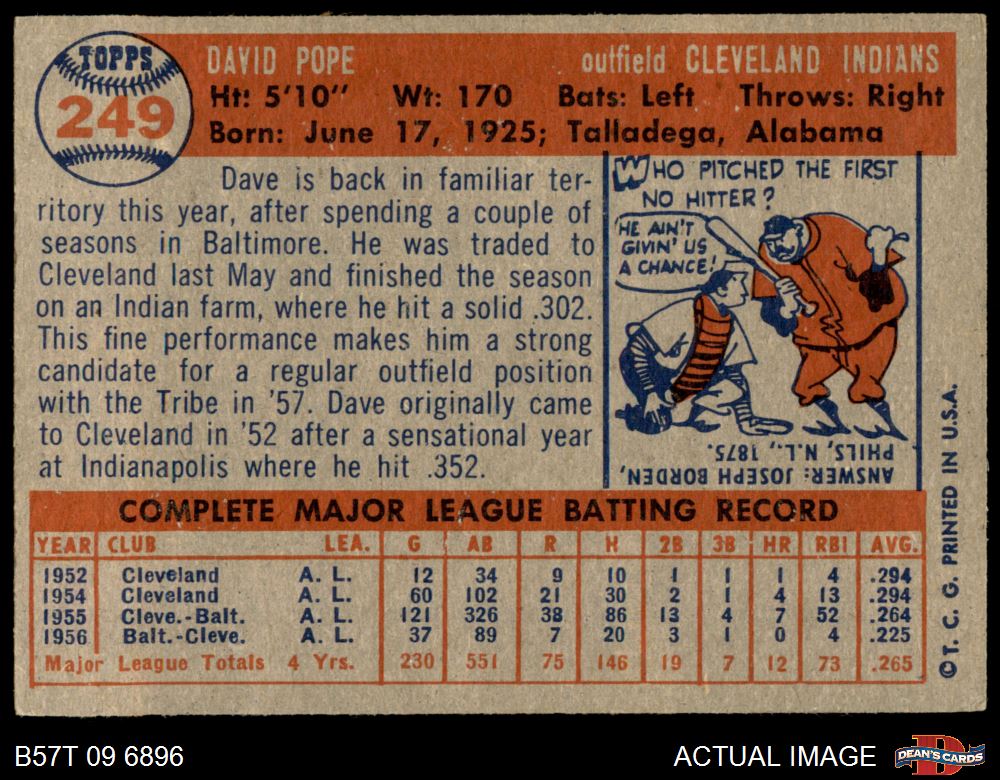 TOPPS
249
DAVID POPE outfield CLEVELAND INDIANS
Ht: 5'10" Wt: 170 Bats: Left Throws: Right
Born: June 17, 1925; Talladega, Alabama
Dave is back in familiar ter-
ritory this year, after spending a couple of
seasons in Baltimore. He was traded to
Cleveland last May and finished the season
on an Indian farm, where he hit a solid .302.
This fine performance makes him a strong
candidate for a regular outfield position
with the Tribe in '57. Dave originally came
to Cleveland in '52 after a sensational year
at Indianapolis where he hit .352.
WHO PITCHED THE FIRST
NO HITTER?
'HE AIN'T
GIVIN' US
A CHANCE!
ANSWER: JOSEPH BORDEN,
PHILS, N.L., 1875.
COMPLETE MAJOR LEAGUE BATTING RECORD
YEAR CLUB LEA. G AB R H 2B 3B HR RBI AVG.
1952 Cleveland A. L. 12 34 9 10 1 1 1 4 .294
1954 Cleveland A. L. 60 102 21 30 2 1 4 13 .294
1955 Cleve.-Balt. A. L. 121 326 38 86 13 4 7 52 .264
1956 Balt.-Cleve. A. L. 37 89 7 20 3 1 0 4 .225
Major League Totals 4 Yrs. 230 551 75 146 19 7 12 73 .265
©T. C. G. PRINTED IN U.S.A.
B57T 09 6896 ACTUAL IMAGE
DEAN'S CARDS